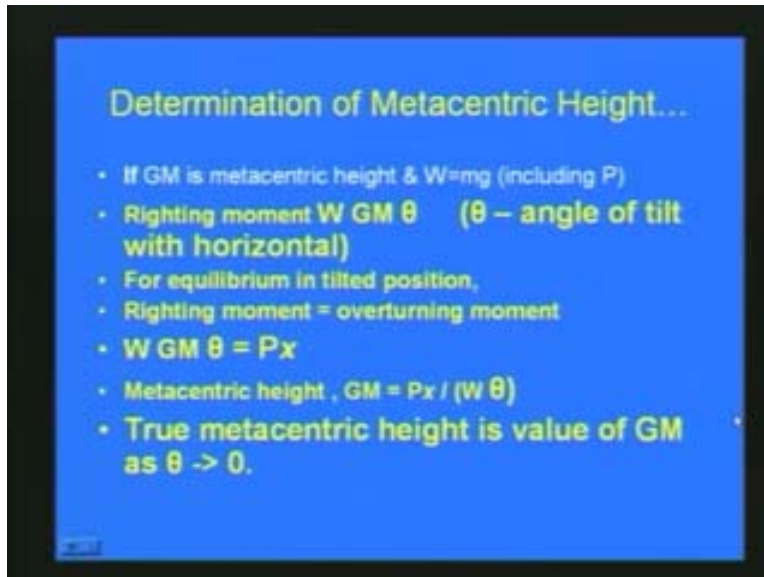 Determination of Metacentric Height...
• If GM is metacentric height & W=mg (including P)
• Righting moment W GM θ (θ – angle of tilt
with horizontal)
• For equilibrium in tilted position,
• Righting moment = overturning moment
• W GM θ = Px
• Metacentric height , GM = Px / (W θ)
• True metacentric height is value of GM
as θ -> 0.